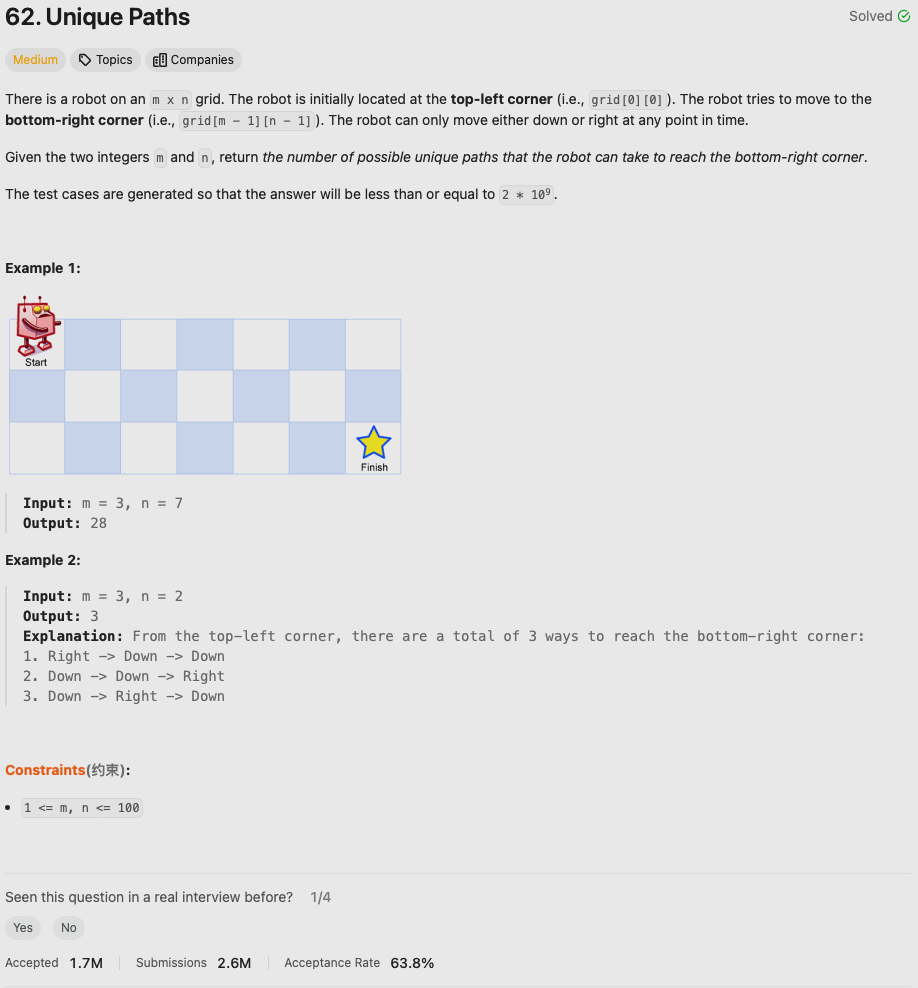 62. Unique Paths
Solved
Medium
Topics
Companies
There is a robot on an m x n grid. The robot is initially located at the top-left corner (i.e., grid[0][0]). The robot tries to move to the
bottom-right corner (i.e., grid[m - 1][n - 1]). The robot can only move either down or right at any point in time.
Given the two integers m and n, return the number of possible unique paths that the robot can take to reach the bottom-right corner.
The test cases are generated so that the answer will be less than or equal to 2 * 10⁹.
Example 1:
Start
Finish
Input: m = 3, n = 7
Output: 28
Example 2:
Input: m = 3, n = 2
Output: 3
Explanation: From the top-left corner, there are a total of 3 ways to reach the bottom-right corner:
1. Right -> Down -> Down
2. Down -> Down -> Right
3. Down -> Right -> Down
Constraints(约束):
• 1 <= m, n <= 100
Seen this question in a real interview before? 1/4
Yes No
Accepted 1.7M Submissions 2.6M Acceptance Rate 63.8%